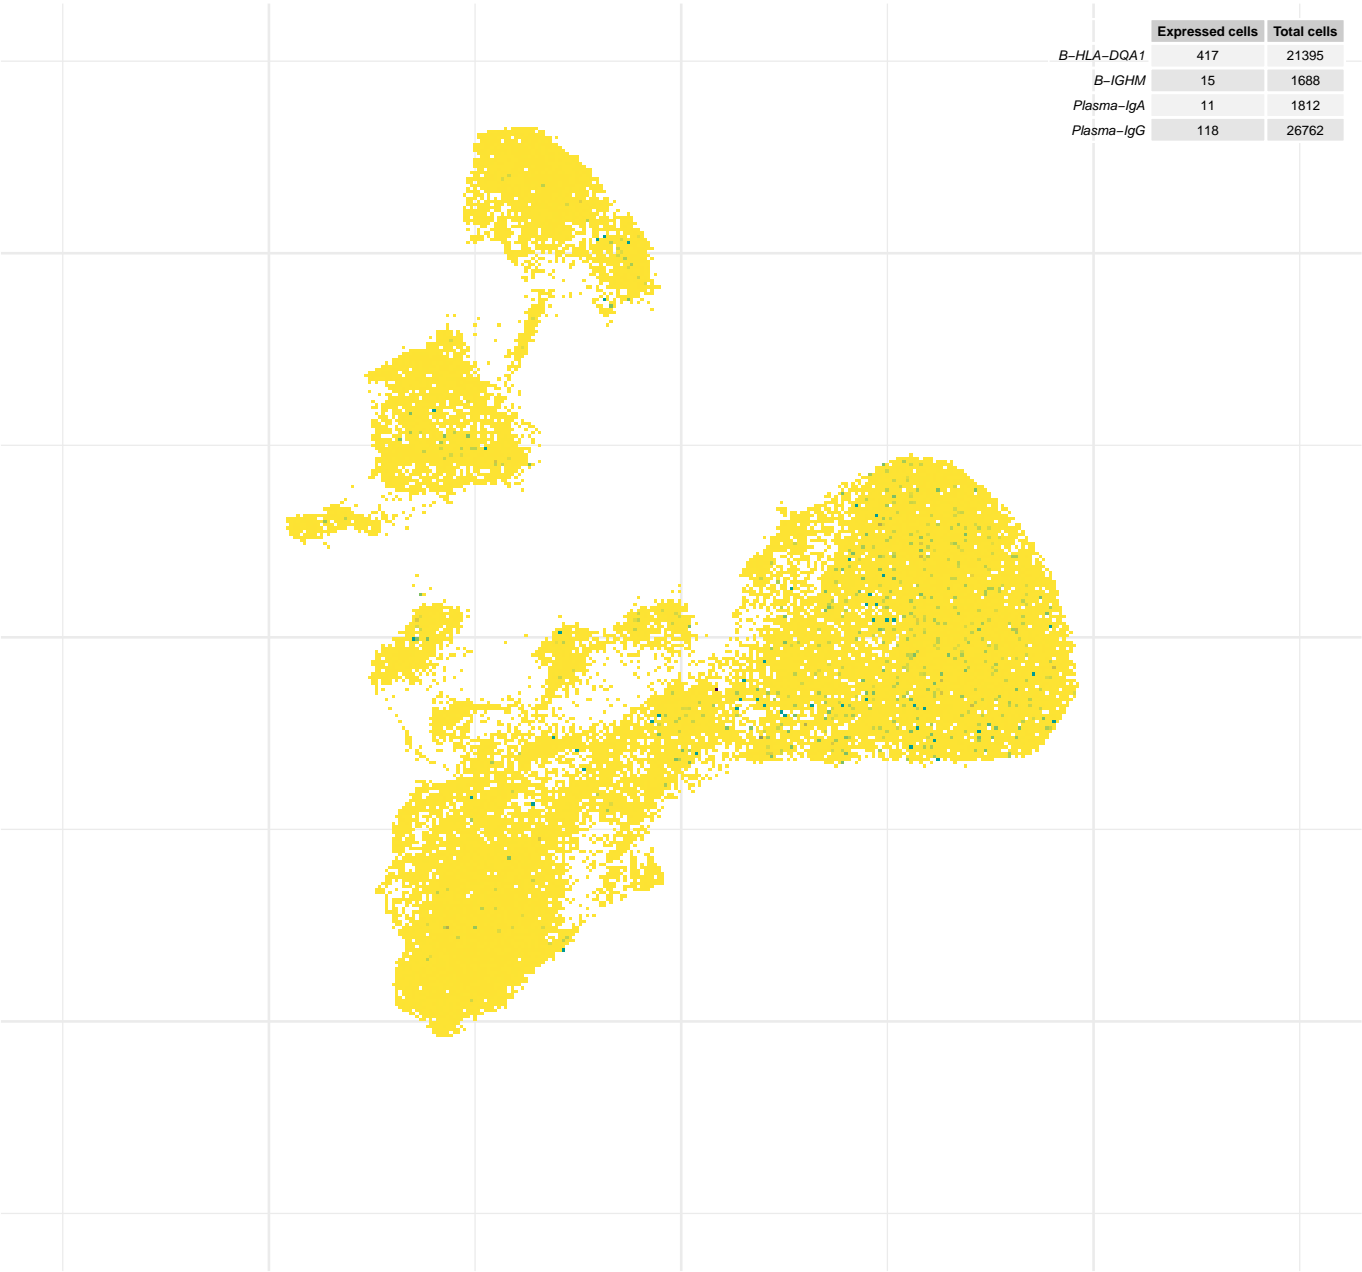 Expressed cells Total cells
B−HLA−DQA1 417 21395
B−IGHM 15 1688
Plasma−IgA 11 1812
Plasma−IgG 118 26762